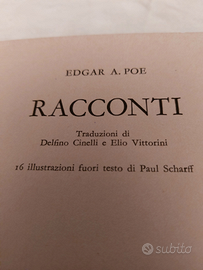 EDGAR A. POE
RACCONTI
Traduzioni di
Delfino Cinelli e Elio Vittorini
16 illustrazioni fuori testo di Paul Scharff
subito